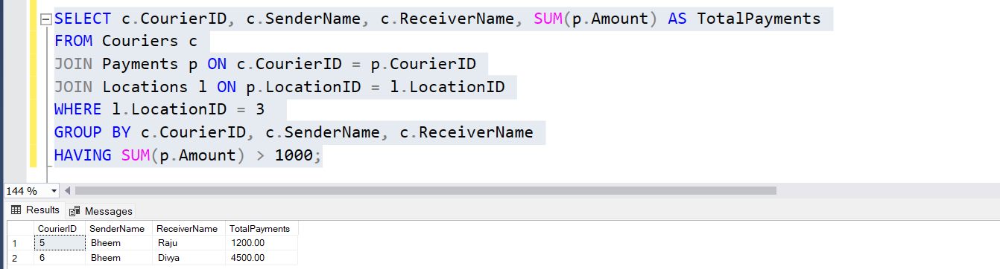 SELECT c.CourierID, c.SenderName, c.ReceiverName, SUM(p.Amount) AS TotalPayments
FROM Couriers c
JOIN Payments p ON c.CourierID = p.CourierID
JOIN Locations l ON p.LocationID = l.LocationID
WHERE l.LocationID = 3
GROUP BY c.CourierID, c.SenderName, c.ReceiverName
HAVING SUM(p.Amount) > 1000;
144 %
Results Messages
CourierID SenderName ReceiverName TotalPayments
1 5 Bheem Raju 1200.00
2 6 Bheem Divya 4500.00